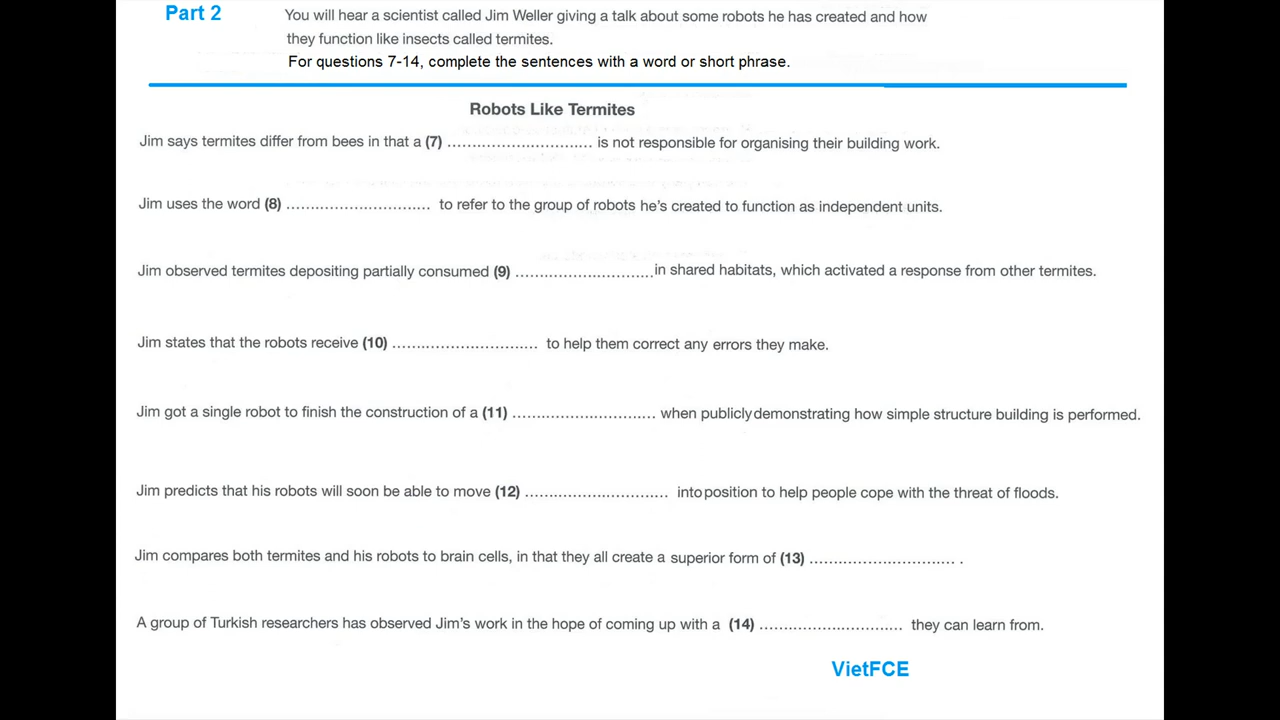 Part 2
You will hear a scientist called Jim Weller giving a talk about some robots he has created and how
they function like insects called termites.
For questions 7-14, complete the sentences with a word or short phrase.
Robots Like Termites
Jim says termites differ from bees in that a (7) .............................. is not responsible for organising their building work.
Jim uses the word (8) .............................. to refer to the group of robots he's created to function as independent units.
Jim observed termites depositing partially consumed (9) ..............................in shared habitats, which activated a response from other termites.
Jim states that the robots receive (10) .............................. to help them correct any errors they make.
Jim got a single robot to finish the construction of a (11) .............................. when publicly demonstrating how simple structure building is performed.
Jim predicts that his robots will soon be able to move (12) .............................. into position to help people cope with the threat of floods.
Jim compares both termites and his robots to brain cells, in that they all create a superior form of (13) .............................. .
A group of Turkish researchers has observed Jim's work in the hope of coming up with a (14) .............................. they can learn from.
VietFCE